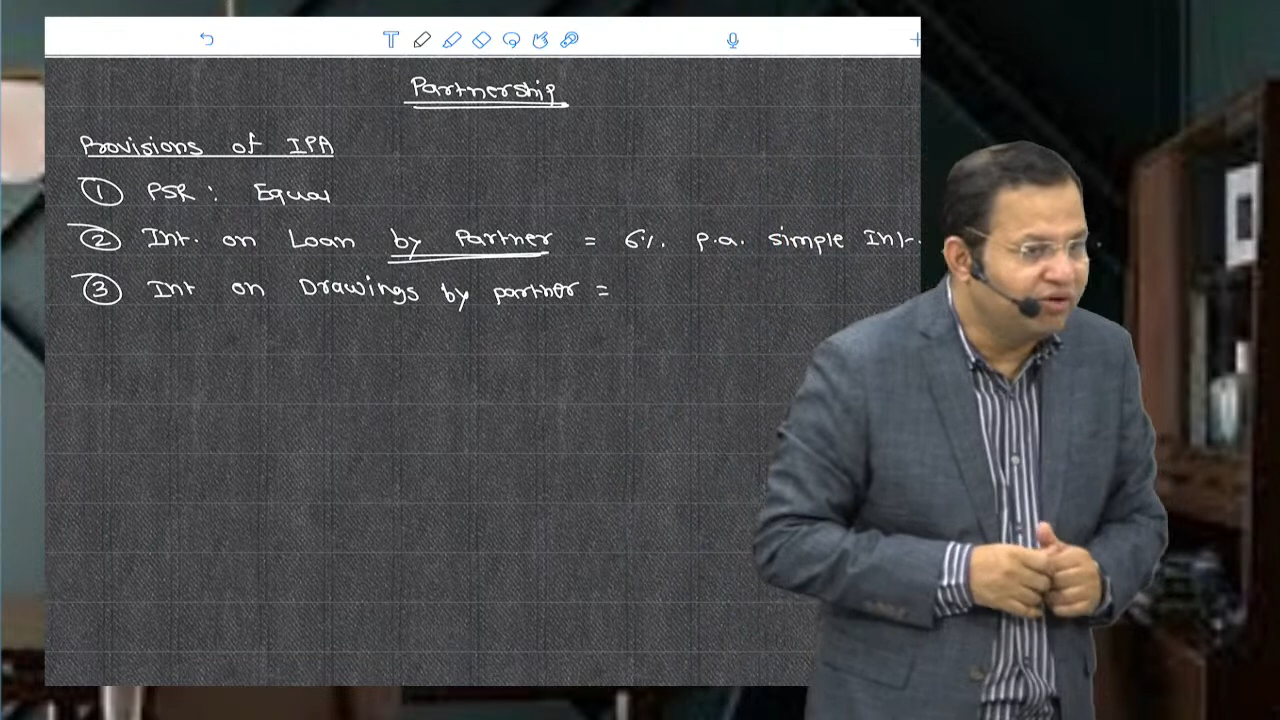 Partnership
Provisions of IPA
① PSR : Equal
② Int. on Loan by Partner = 6%. p.a. simple Int.
③ Int on Drawings by partner =